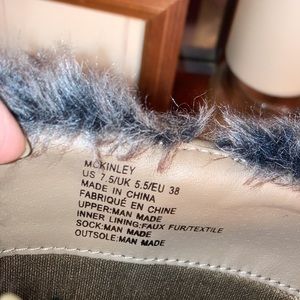 MCKINLEY
US 7.5/UK 5.5/EU 38
MADE IN CHINA
FABRIQUÉ EN CHINE
UPPER:MAN MADE
INNER LINING:FAUX FUR/TEXTILE
SOCK:MAN MADE
OUTSOLE:MAN MADE